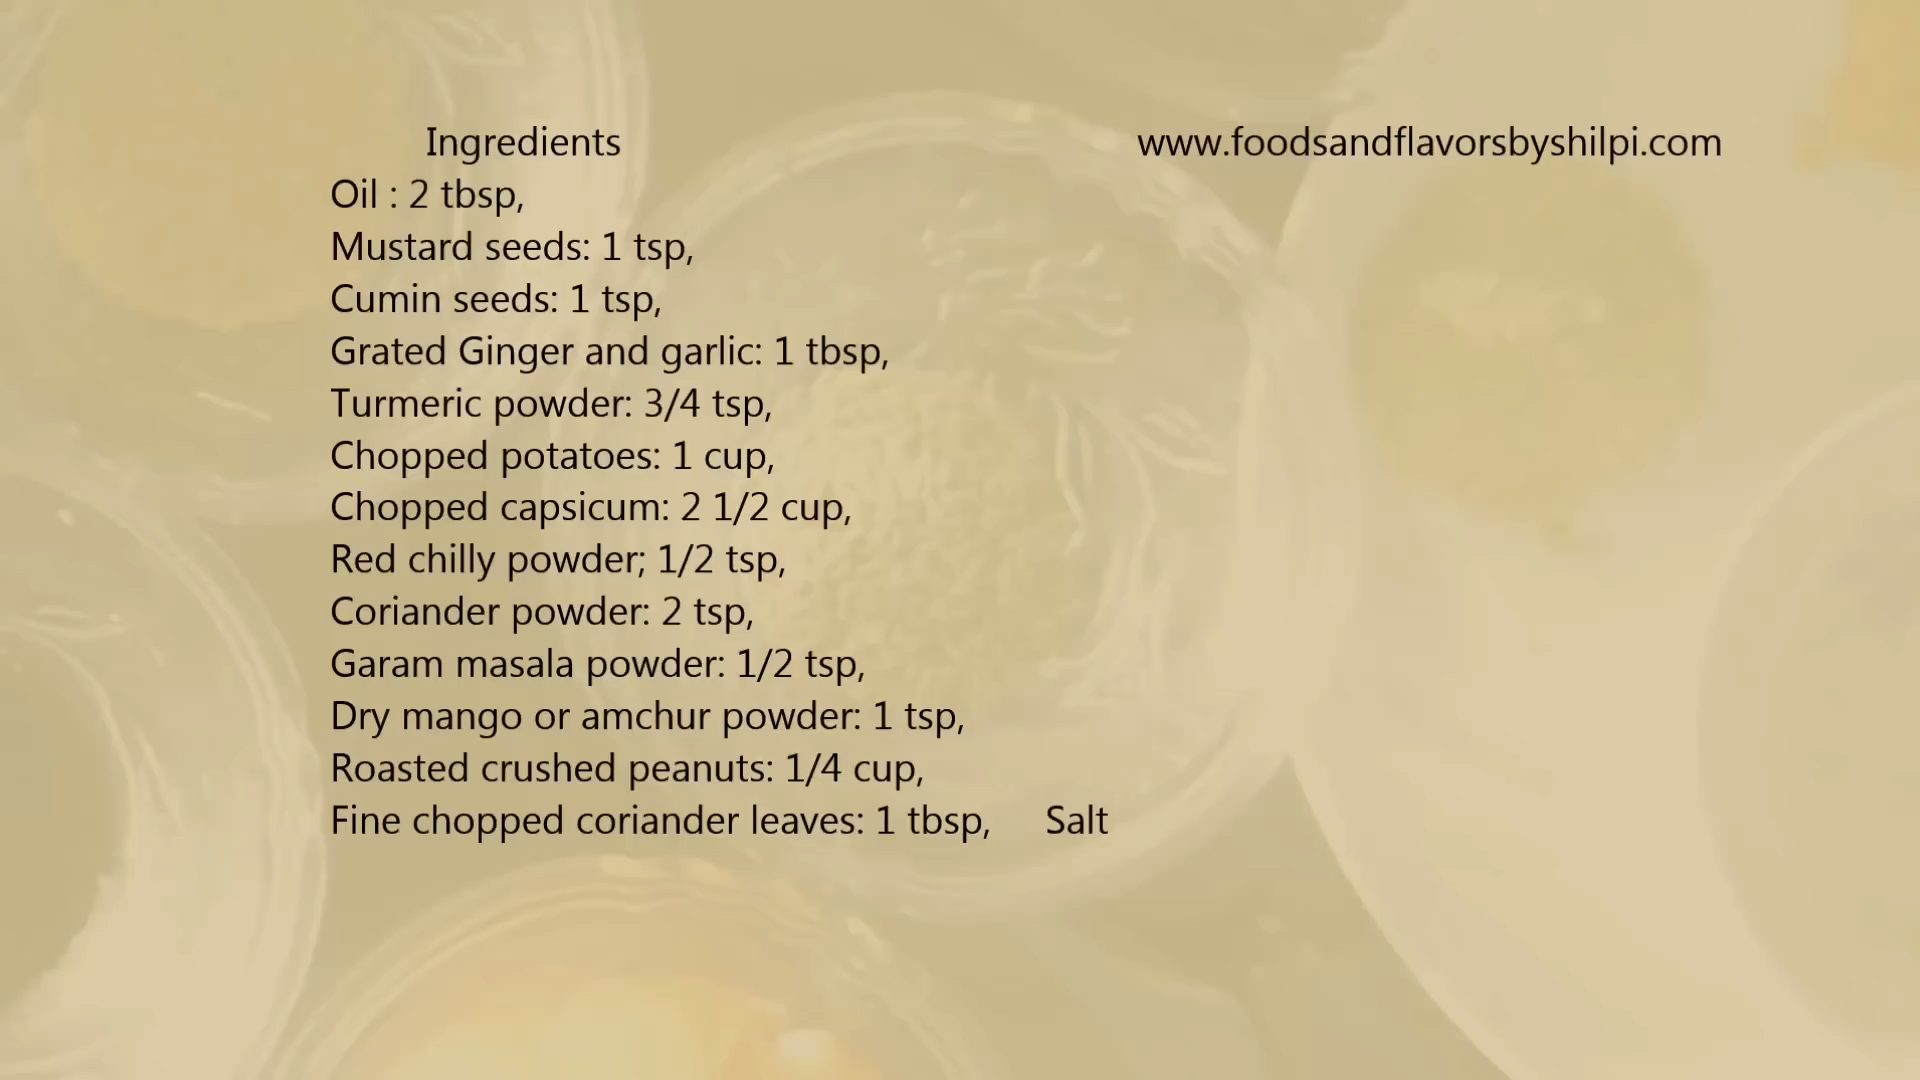 Ingredients
www.foodsandflavorsbyshilpi.com
Oil : 2 tbsp,
Mustard seeds: 1 tsp,
Cumin seeds: 1 tsp,
Grated Ginger and garlic: 1 tbsp,
Turmeric powder: 3/4 tsp,
Chopped potatoes: 1 cup,
Chopped capsicum: 2 1/2 cup,
Red chilly powder; 1/2 tsp,
Coriander powder: 2 tsp,
Garam masala powder: 1/2 tsp,
Dry mango or amchur powder: 1 tsp,
Roasted crushed peanuts: 1/4 cup,
Fine chopped coriander leaves: 1 tbsp, Salt